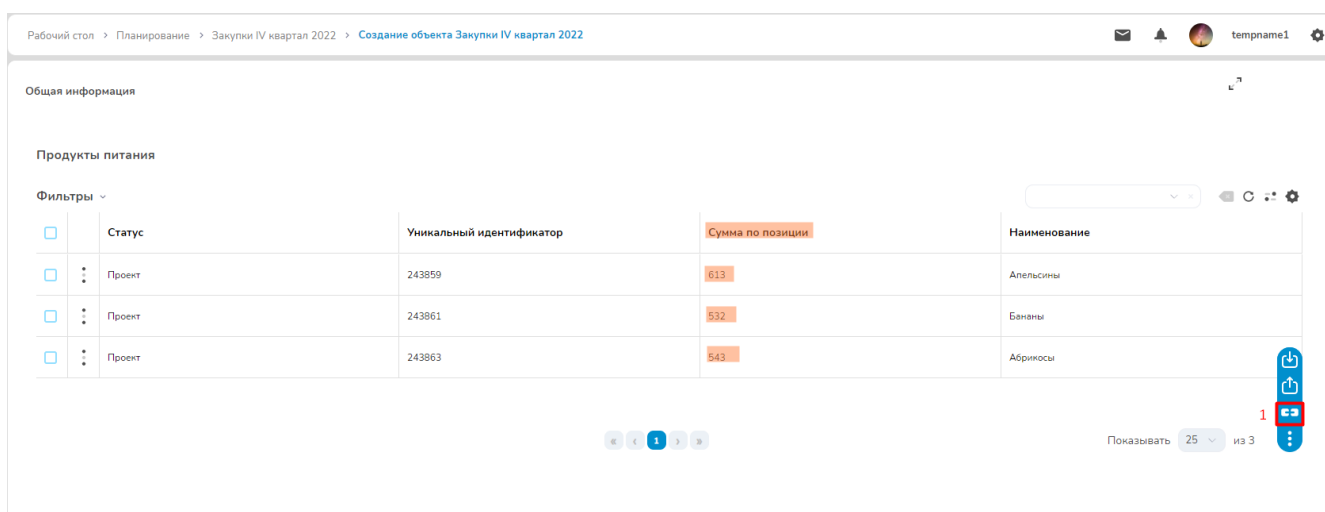 Рабочий стол > Планирование > Закупки IV квартал 2022 > Создание объекта Закупки IV квартал 2022 tempname1
Общая информация
Продукты питания
Фильтры
Статус Уникальный идентификатор Сумма по позиции Наименование
Проект 243859 613 Апельсины
Проект 243861 532 Бананы
Проект 243863 543 Абрикосы
1
« ‹ 1 › » Показывать 25 из 3